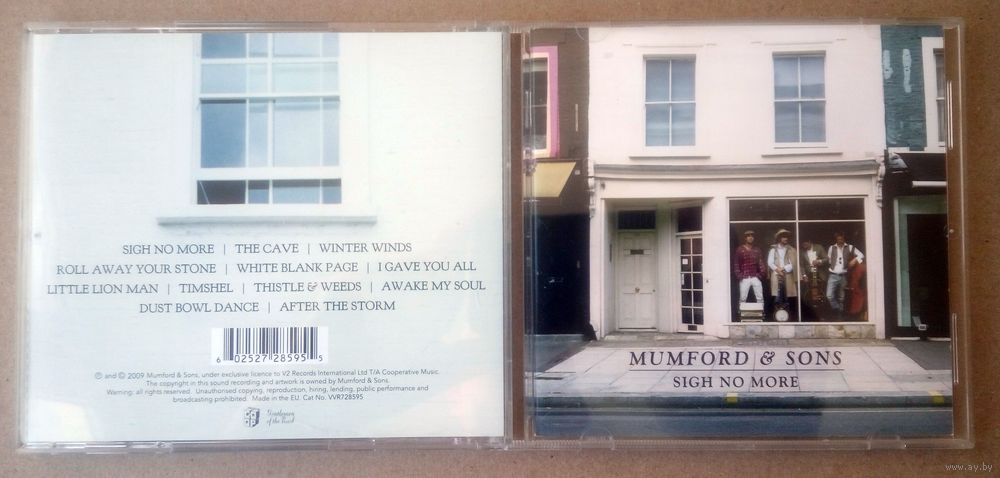 SIGH NO MORE | THE CAVE | WINTER WINDS
ROLL AWAY YOUR STONE | WHITE BLANK PAGE | I GAVE YOU ALL
LITTLE LION MAN | TIMSHEL | THISTLE & WEEDS | AWAKE MY SOUL
DUST BOWL DANCE | AFTER THE STORM
6 02527 28595 5
℗ and © 2009 Mumford & Sons, under exclusive licence to V2 Records International Ltd T/A Cooperative Music.
The copyright in this sound recording and artwork is owned by Mumford & Sons.
Warning: all rights reserved. Unauthorised copying, reproduction, hiring, lending, public performance and
broadcasting prohibited. Made in the EU. Cat No. VVR728595
Gentlemen
of the Road
MUMFORD & SONS
SIGH NO MORE
www.ay.by